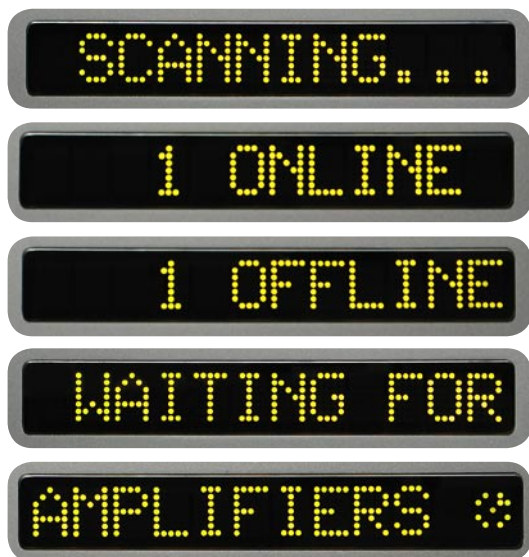 SCANNING...
1 ONLINE
1 OFFLINE
WAITING FOR
AMPLIFIERS